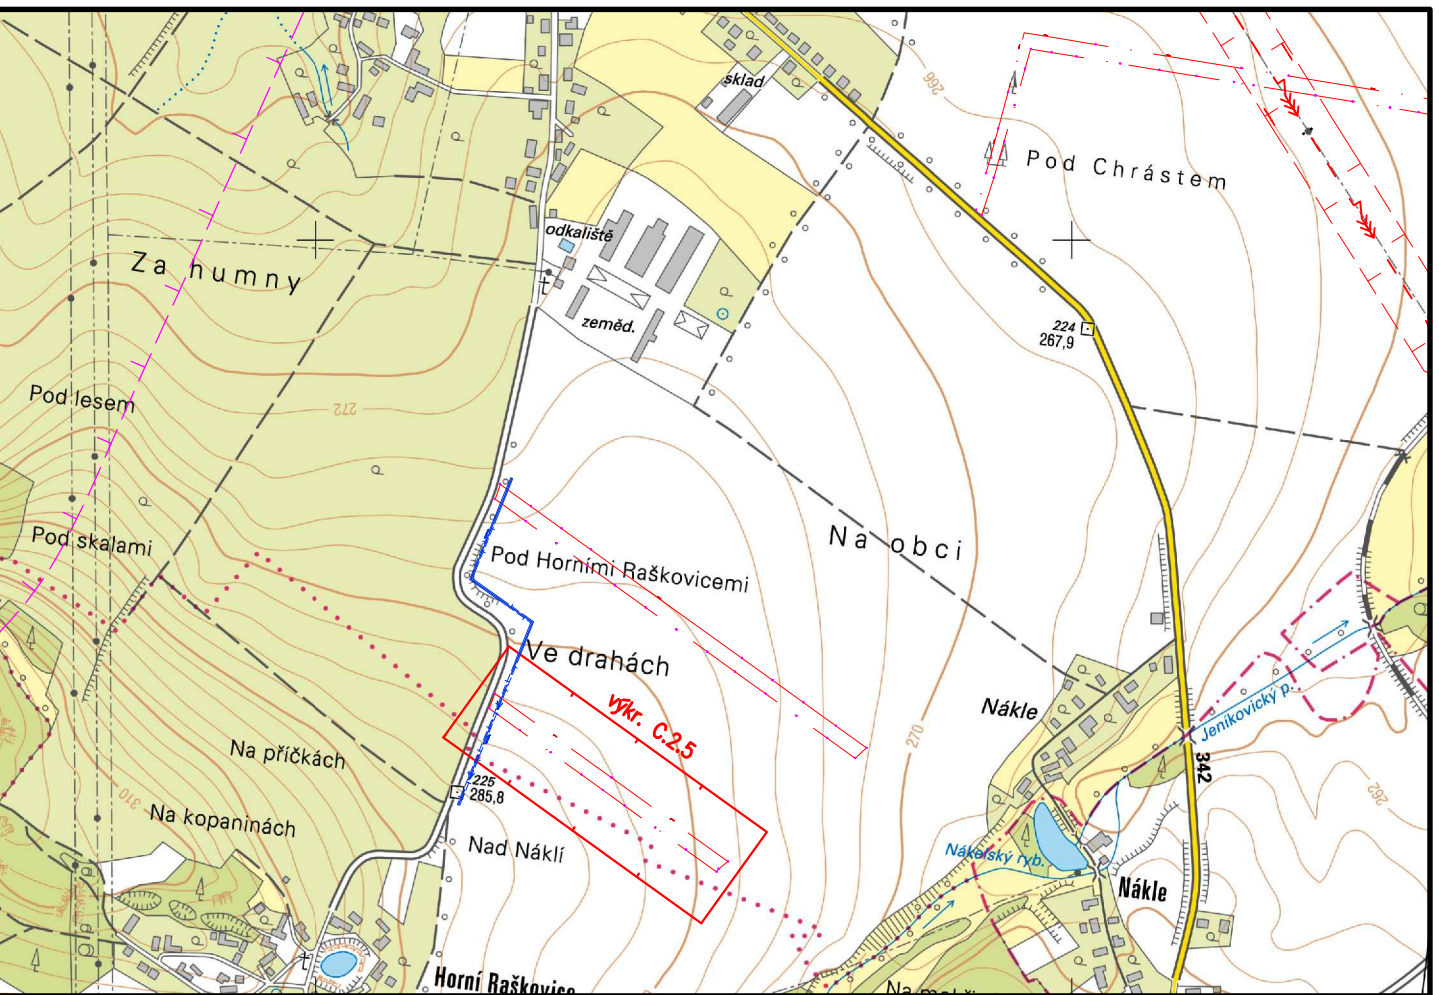 sklad
266
Pod Chrástem
odkaliště
Za humny
zeměd.
224
267,9
Pod lesem
272
Na obci
Pod skalami
Pod Horními Raškovicemi
Ve drahách
výkr. C.2.5
Nákle
270
Jeníkovický p.
342
Na příčkách
225
285,8
262
310
Na kopaninách
Nad Náklí
Nákelský ryb.
Nákle
Horní Raškovice